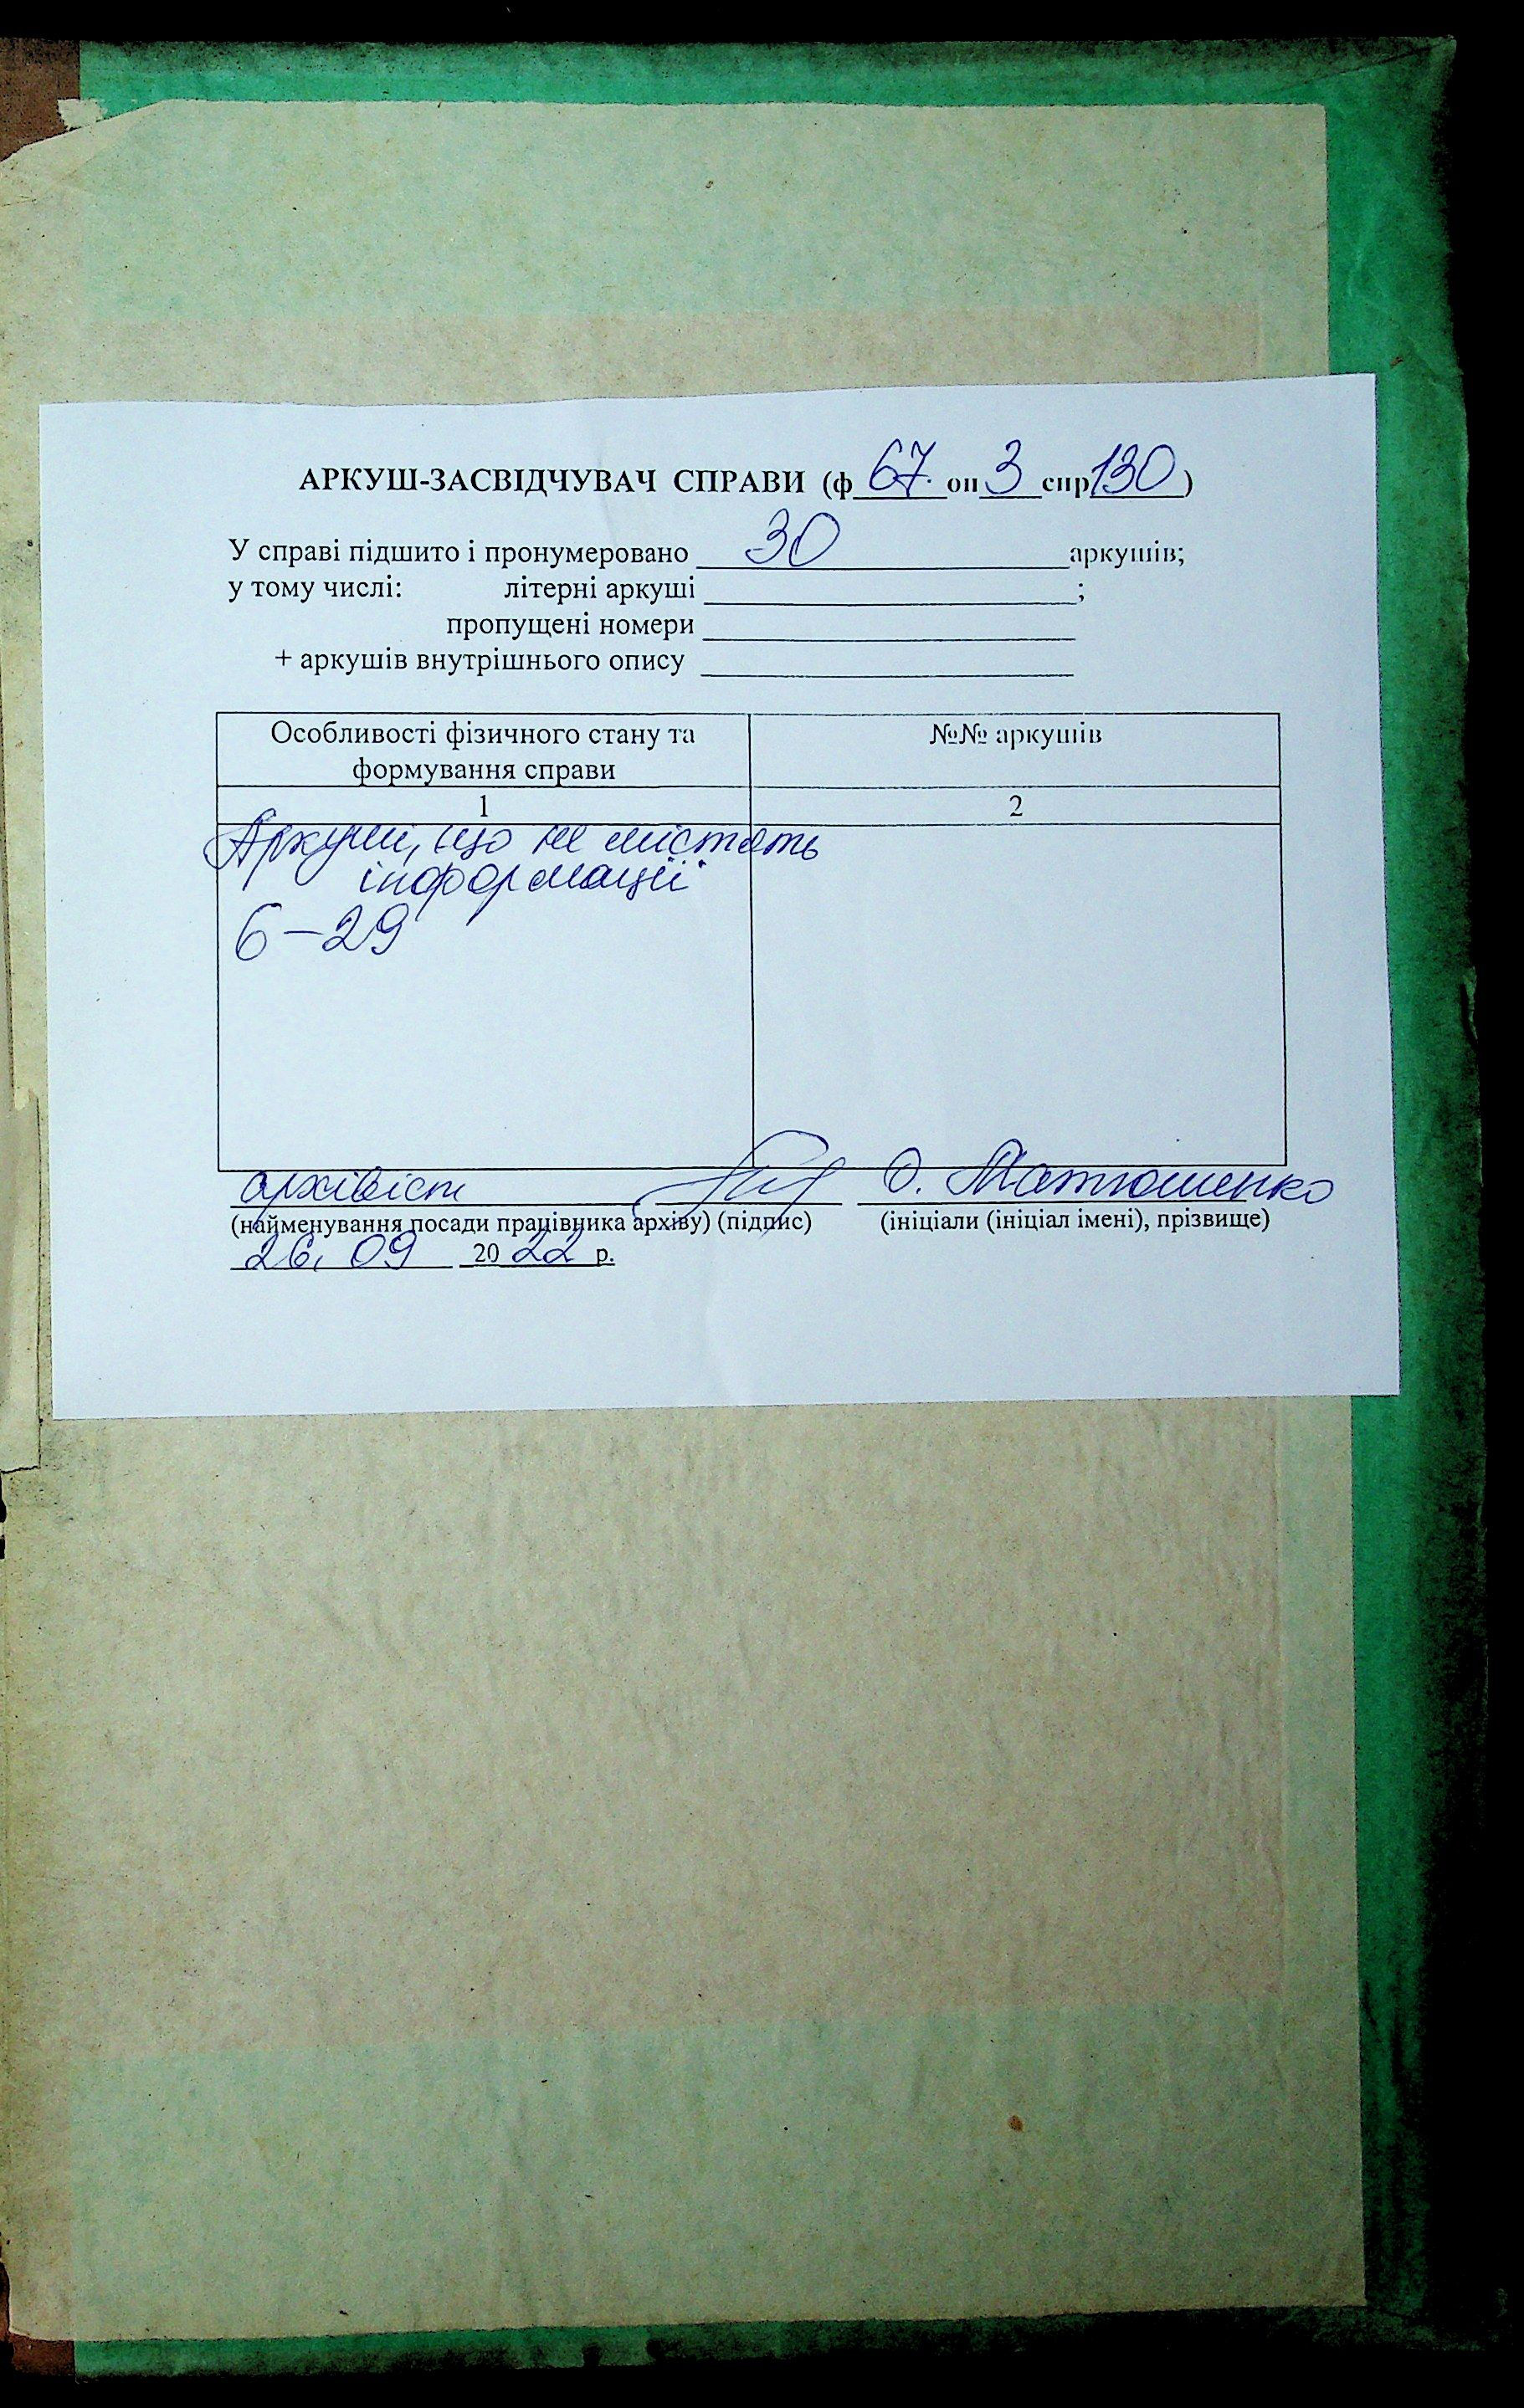 АРКУШ-ЗАСВІДЧУВАЧ СПРАВИ (ф 67. оп 3 спр 130)
У справі підшито і пронумеровано 30 аркушів;
у тому числі: літерні аркуші ;
пропущені номери
+ аркушів внутрішнього опису
Особливості фізичного стану та формування справи №№ аркушів
1 2
Аркуші, що не містять
інформації
6-29
архівіст О. Матюшенко
(найменування посади працівника архіву) (підпис) (ініціали (ініціал імені), прізвище)
26. 09 2022 р.